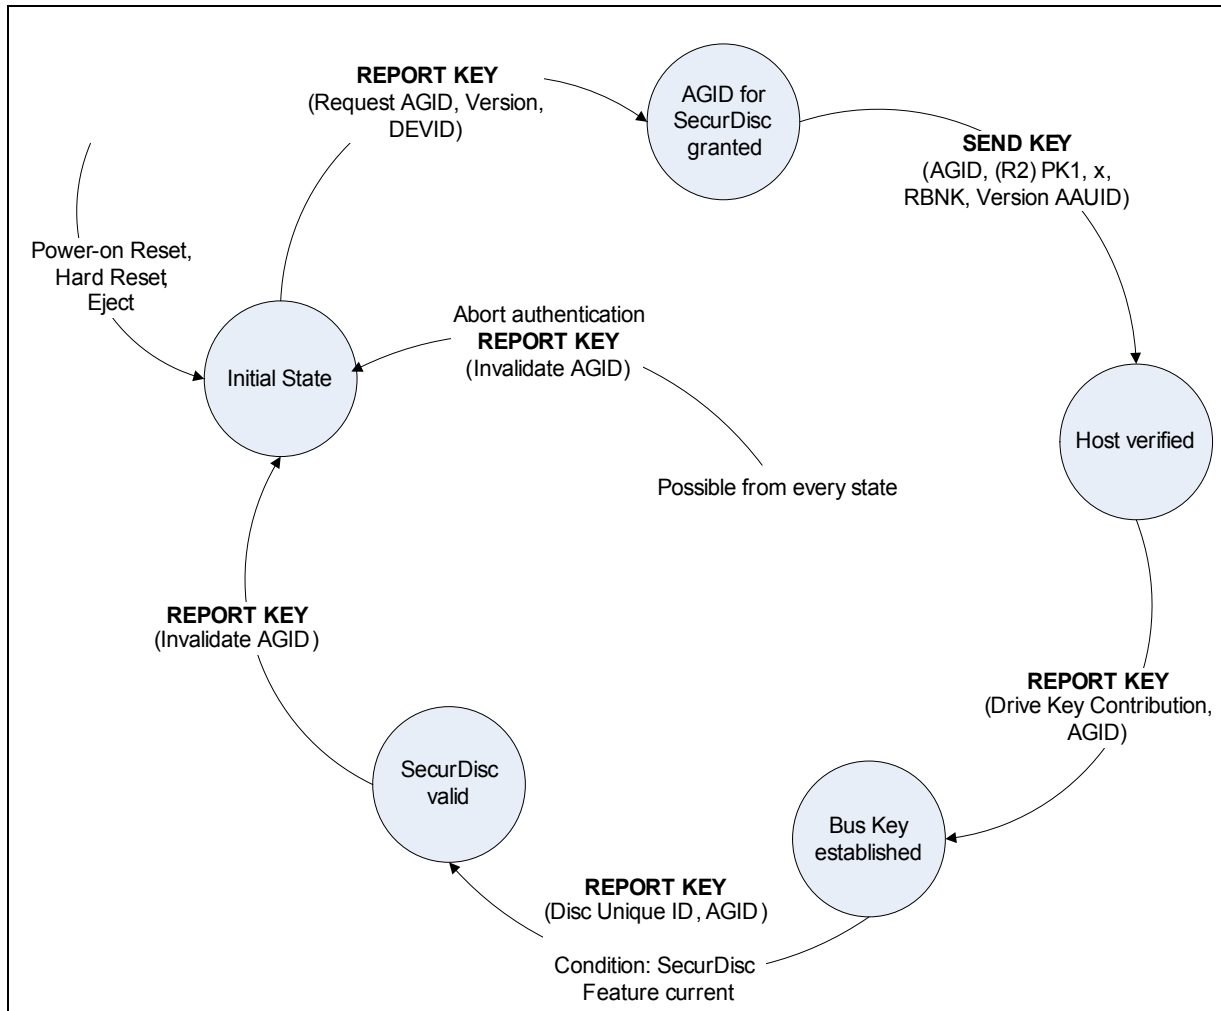 REPORT KEY
(Request AGID, Version,
DEVID)
AGID for
SecurDisc
granted
SEND KEY
(AGID, (R2) PK1, x,
RBNK, Version AAUID)
Power-on Reset,
Hard Reset,
Eject
Initial State
Abort authentication
REPORT KEY
(Invalidate AGID)
Possible from every state
Host verified
REPORT KEY
(Invalidate AGID)
REPORT KEY
(Drive Key Contribution,
AGID)
SecurDisc
valid
Bus Key
established
REPORT KEY
(Disc Unique ID, AGID)
Condition: SecurDisc
Feature current